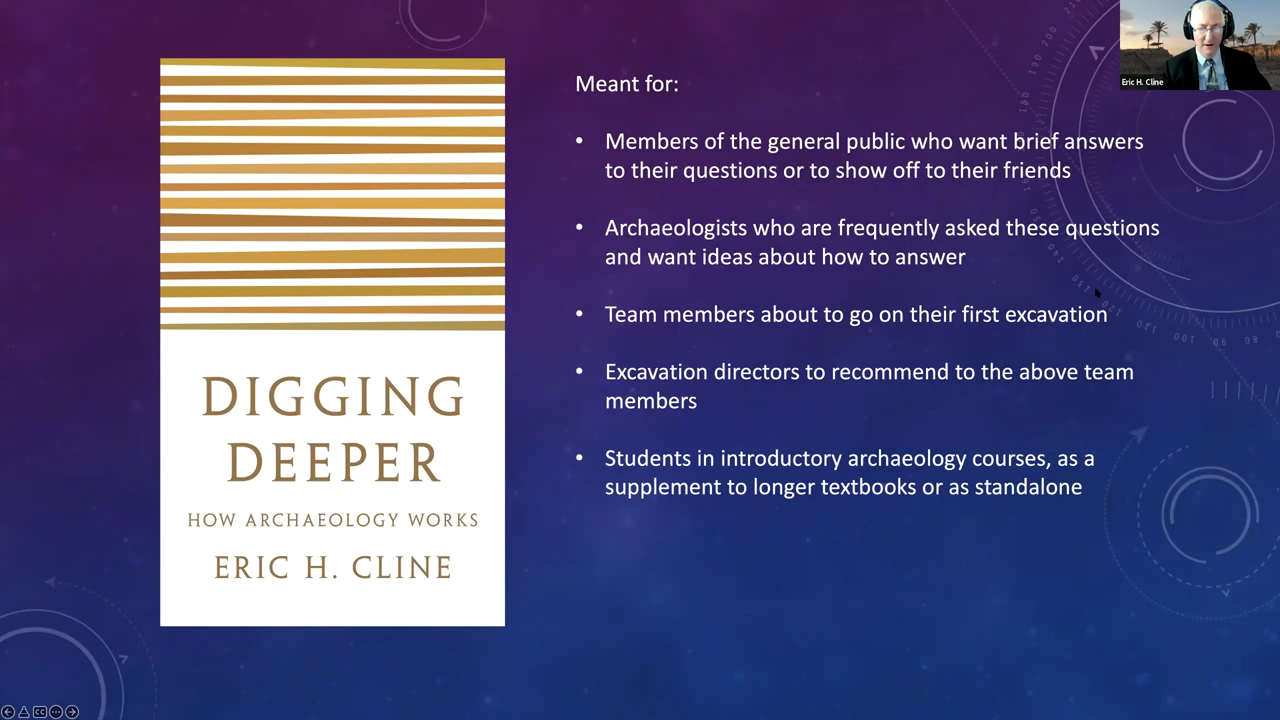 Eric H. Cline
Meant for:
• Members of the general public who want brief answers
to their questions or to show off to their friends
• Archaeologists who are frequently asked these questions
and want ideas about how to answer
• Team members about to go on their first excavation
• Excavation directors to recommend to the above team
members
• Students in introductory archaeology courses, as a
supplement to longer textbooks or as standalone
DIGGING
DEEPER
HOW ARCHAEOLOGY WORKS
ERIC H. CLINE